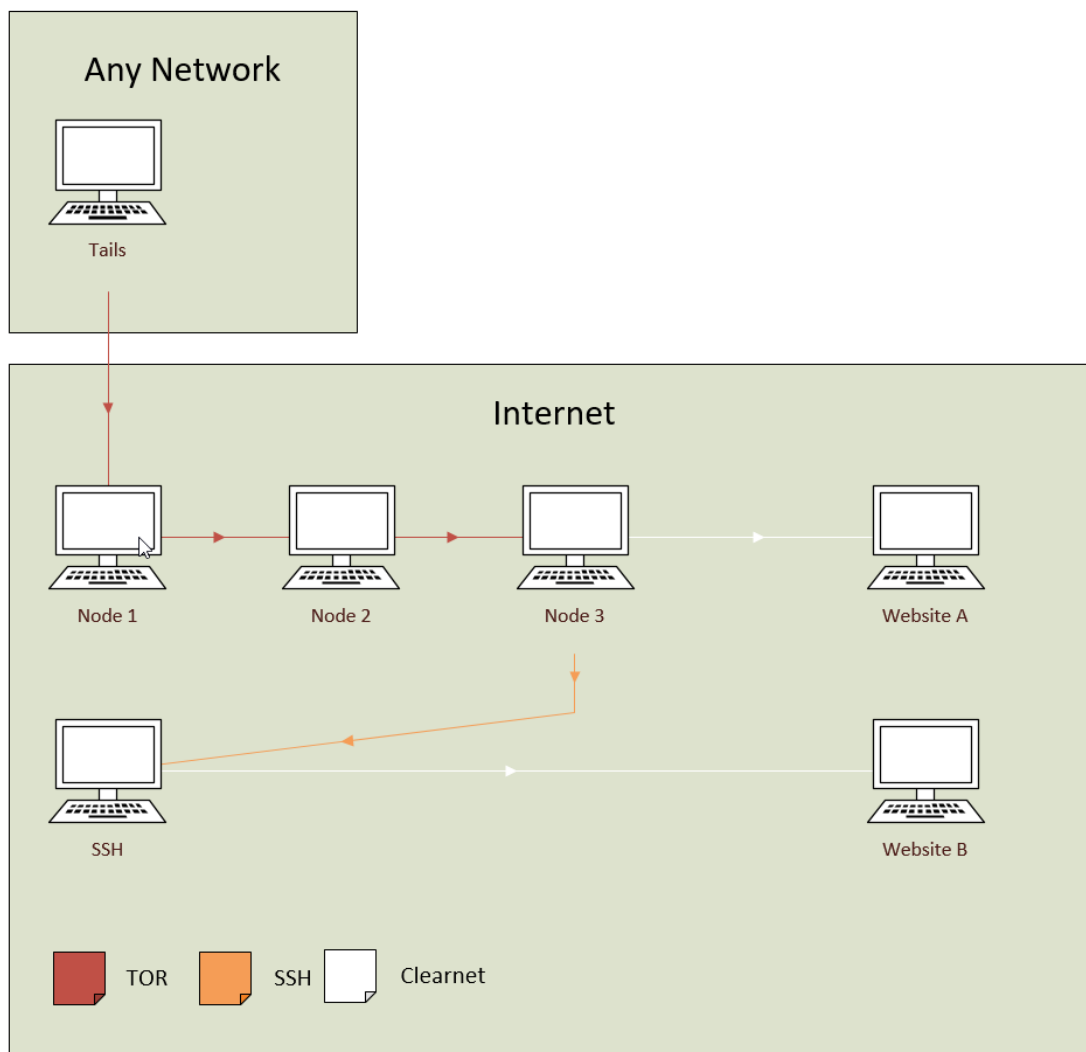 Any Network
Tails
Internet
Node 1
Node 2
Node 3
Website A
SSH
Website B
TOR
SSH
Clearnet